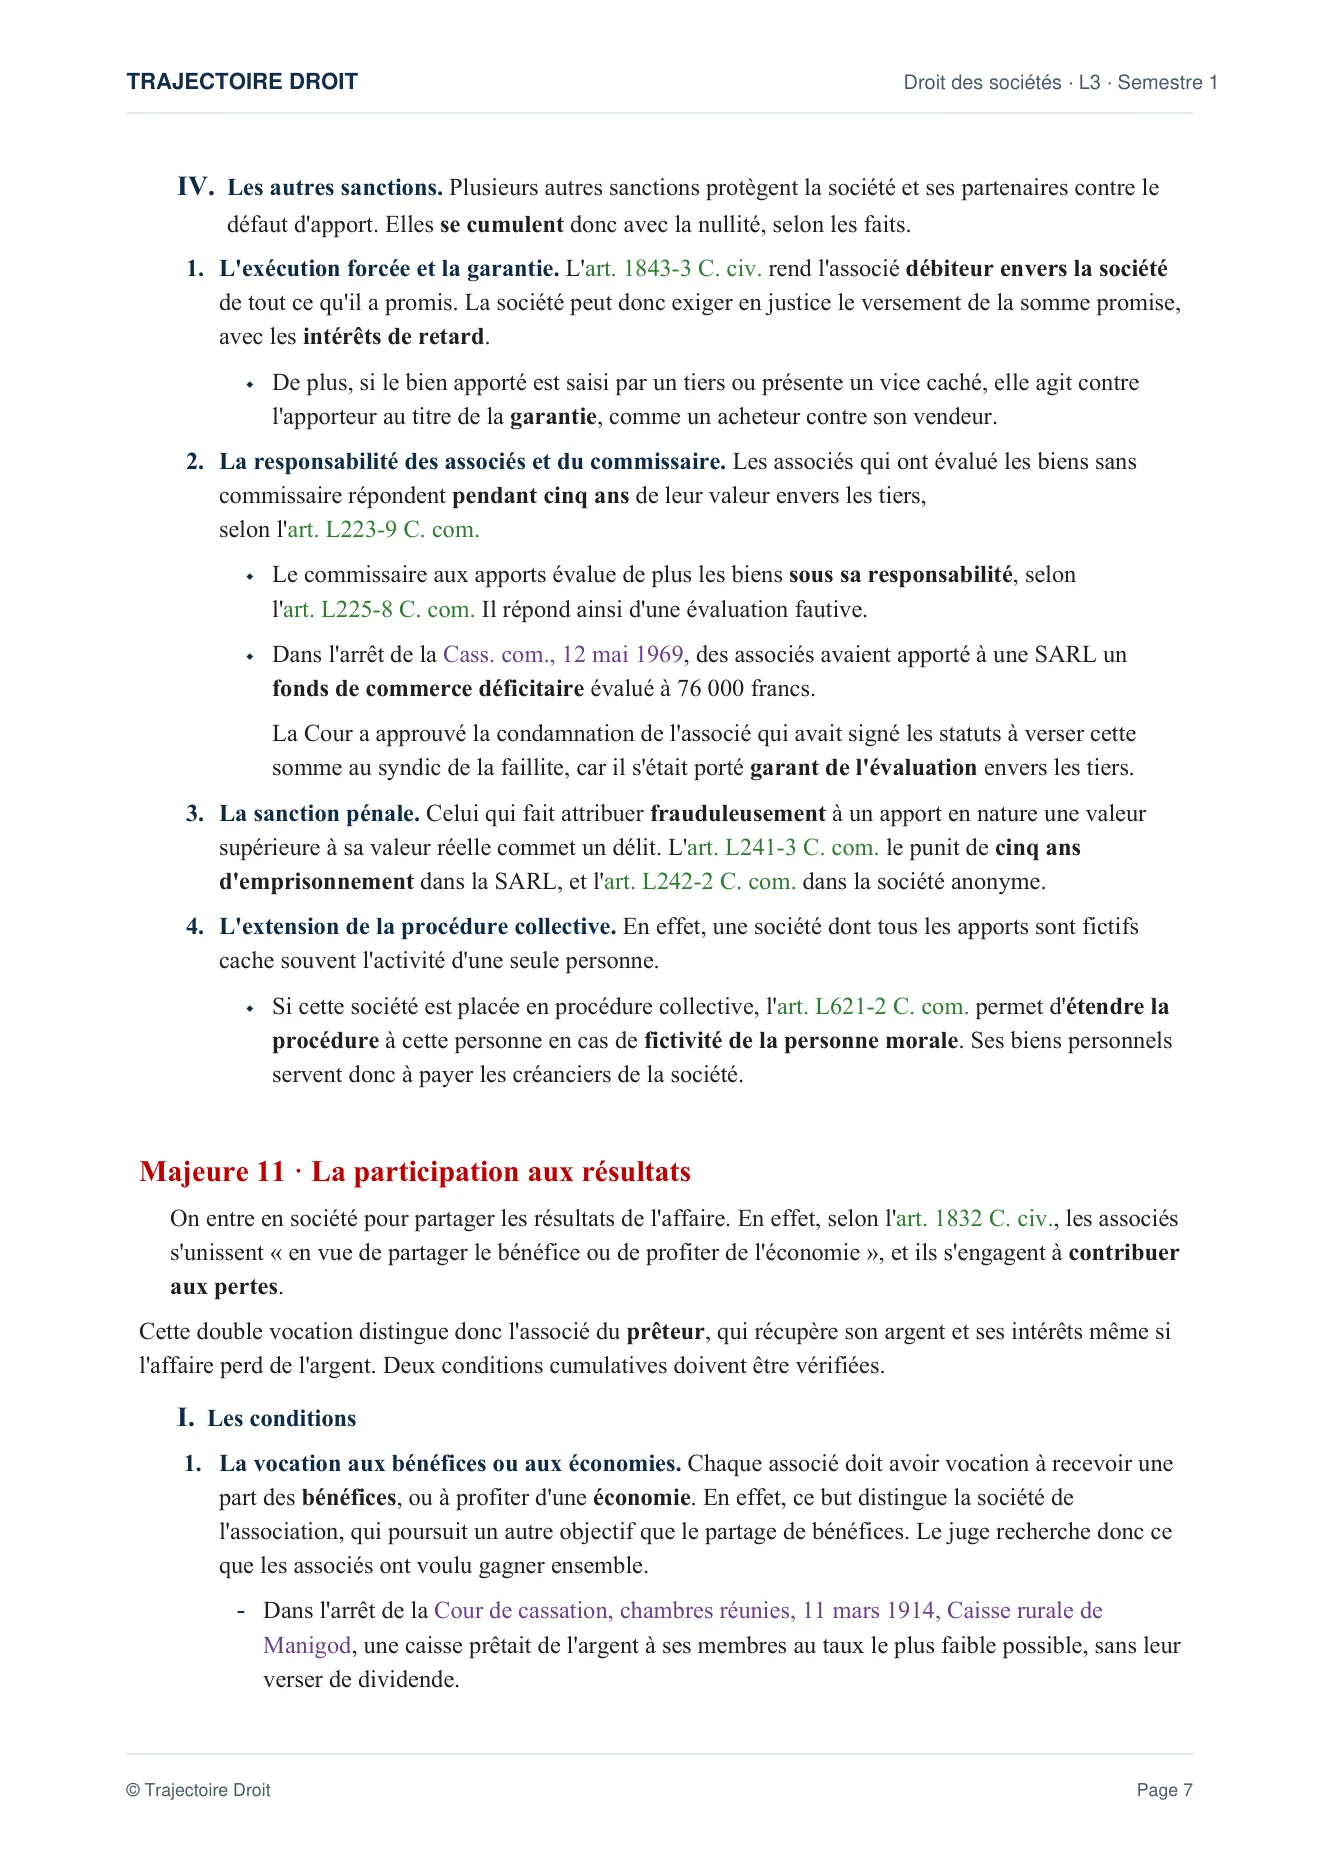 TRAJECTOIRE DROIT
Droit des sociétés · L3 · Semestre 1
IV. Les autres sanctions. Plusieurs autres sanctions protègent la société et ses partenaires contre le
défaut d'apport. Elles se cumulent donc avec la nullité, selon les faits.
1. L'exécution forcée et la garantie. L'art. 1843-3 C. civ. rend l'associé débiteur envers la société
de tout ce qu'il a promis. La société peut donc exiger en justice le versement de la somme promise,
avec les intérêts de retard.
⬩ De plus, si le bien apporté est saisi par un tiers ou présente un vice caché, elle agit contre
l'apporteur au titre de la garantie, comme un acheteur contre son vendeur.
2. La responsabilité des associés et du commissaire. Les associés qui ont évalué les biens sans
commissaire répondent pendant cinq ans de leur valeur envers les tiers,
selon l'art. L223-9 C. com.
⬩ Le commissaire aux apports évalue de plus les biens sous sa responsabilité, selon
l'art. L225-8 C. com. Il répond ainsi d'une évaluation fautive.
⬩ Dans l'arrêt de la Cass. com., 12 mai 1969, des associés avaient apporté à une SARL un
fonds de commerce déficitaire évalué à 76 000 francs.
La Cour a approuvé la condamnation de l'associé qui avait signé les statuts à verser cette
somme au syndic de la faillite, car il s'était porté garant de l'évaluation envers les tiers.
3. La sanction pénale. Celui qui fait attribuer frauduleusement à un apport en nature une valeur
supérieure à sa valeur réelle commet un délit. L'art. L241-3 C. com. le punit de cinq ans
d'emprisonnement dans la SARL, et l'art. L242-2 C. com. dans la société anonyme.
4. L'extension de la procédure collective. En effet, une société dont tous les apports sont fictifs
cache souvent l'activité d'une seule personne.
⬩ Si cette société est placée en procédure collective, l'art. L621-2 C. com. permet d'étendre la
procédure à cette personne en cas de fictivité de la personne morale. Ses biens personnels
servent donc à payer les créanciers de la société.
Majeure 11 · La participation aux résultats
On entre en société pour partager les résultats de l'affaire. En effet, selon l'art. 1832 C. civ., les associés
s'unissent « en vue de partager le bénéfice ou de profiter de l'économie », et ils s'engagent à contribuer
aux pertes.
Cette double vocation distingue donc l'associé du prêteur, qui récupère son argent et ses intérêts même si
l'affaire perd de l'argent. Deux conditions cumulatives doivent être vérifiées.
I. Les conditions
1. La vocation aux bénéfices ou aux économies. Chaque associé doit avoir vocation à recevoir une
part des bénéfices, ou à profiter d'une économie. En effet, ce but distingue la société de
l'association, qui poursuit un autre objectif que le partage de bénéfices. Le juge recherche donc ce
que les associés ont voulu gagner ensemble.
- Dans l'arrêt de la Cour de cassation, chambres réunies, 11 mars 1914, Caisse rurale de
Manigod, une caisse prêtait de l'argent à ses membres au taux le plus faible possible, sans leur
verser de dividende.
© Trajectoire Droit
Page 7